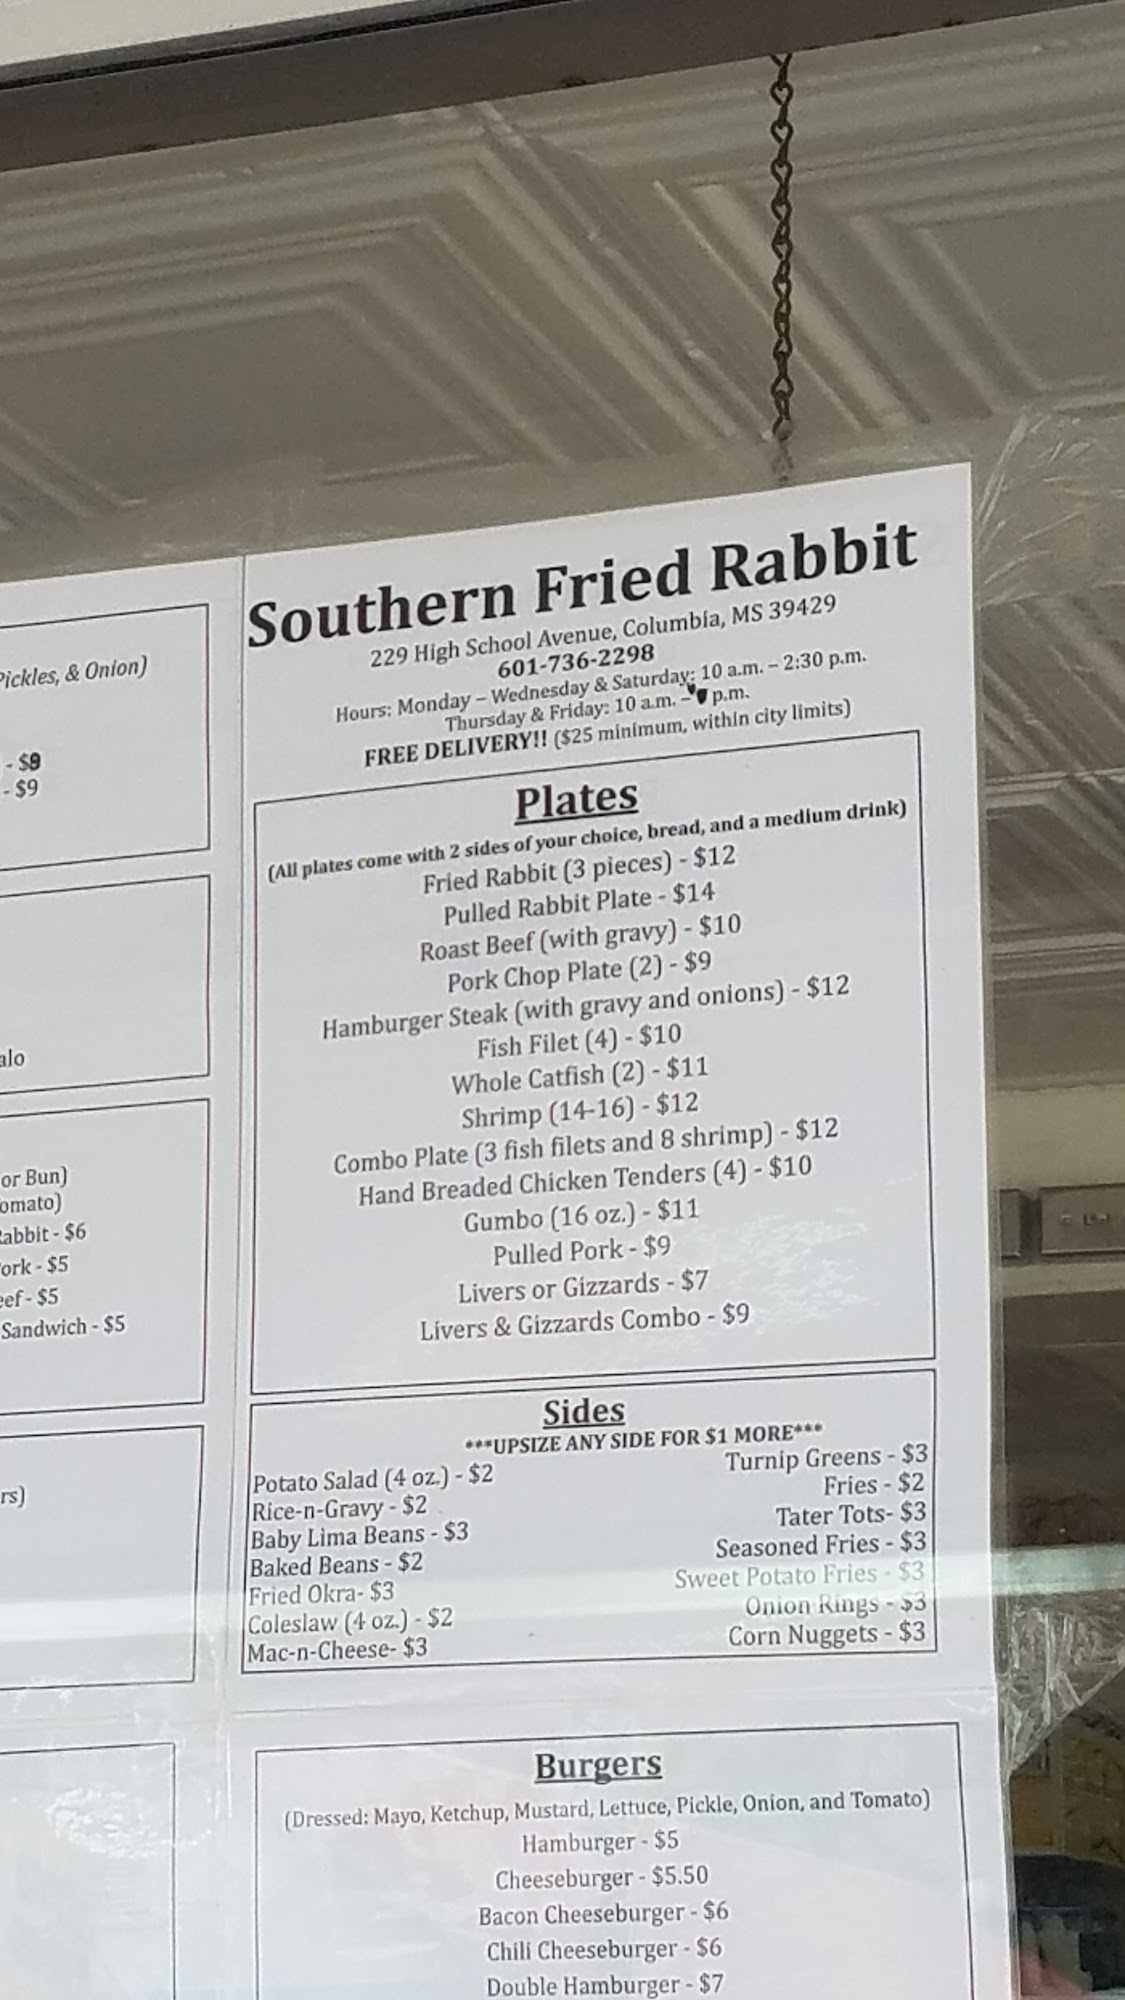 Pickles, & Onion)
- $9
- $9
alo
or Bun)
omato)
Rabbit - $6
ork - $5
eef - $5
Sandwich - $5
rs)
Southern Fried Rabbit
229 High School Avenue, Columbia, MS 39429
601-736-2298
Hours: Monday – Wednesday & Saturday: 10 a.m. – 2:30 p.m.
Thursday & Friday: 10 a.m. – p.m.
FREE DELIVERY!! ($25 minimum, within city limits)
Plates
(All plates come with 2 sides of your choice, bread, and a medium drink)
Fried Rabbit (3 pieces) - $12
Pulled Rabbit Plate - $14
Roast Beef (with gravy) - $10
Pork Chop Plate (2) - $9
Hamburger Steak (with gravy and onions) - $12
Fish Filet (4) - $10
Whole Catfish (2) - $11
Shrimp (14-16) - $12
Combo Plate (3 fish filets and 8 shrimp) - $12
Hand Breaded Chicken Tenders (4) - $10
Gumbo (16 oz.) - $11
Pulled Pork - $9
Livers or Gizzards - $7
Livers & Gizzards Combo - $9
Sides
***UPSIZE ANY SIDE FOR $1 MORE***
Potato Salad (4 oz.) - $2
Rice-n-Gravy - $2
Baby Lima Beans - $3
Baked Beans - $2
Fried Okra- $3
Coleslaw (4 oz.) - $2
Mac-n-Cheese- $3
Turnip Greens - $3
Fries - $2
Tater Tots- $3
Seasoned Fries - $3
Sweet Potato Fries - $3
Onion Rings - $3
Corn Nuggets - $3
Burgers
(Dressed: Mayo, Ketchup, Mustard, Lettuce, Pickle, Onion, and Tomato)
Hamburger - $5
Cheeseburger - $5.50
Bacon Cheeseburger - $6
Chili Cheeseburger - $6
Double Hamburger - $7